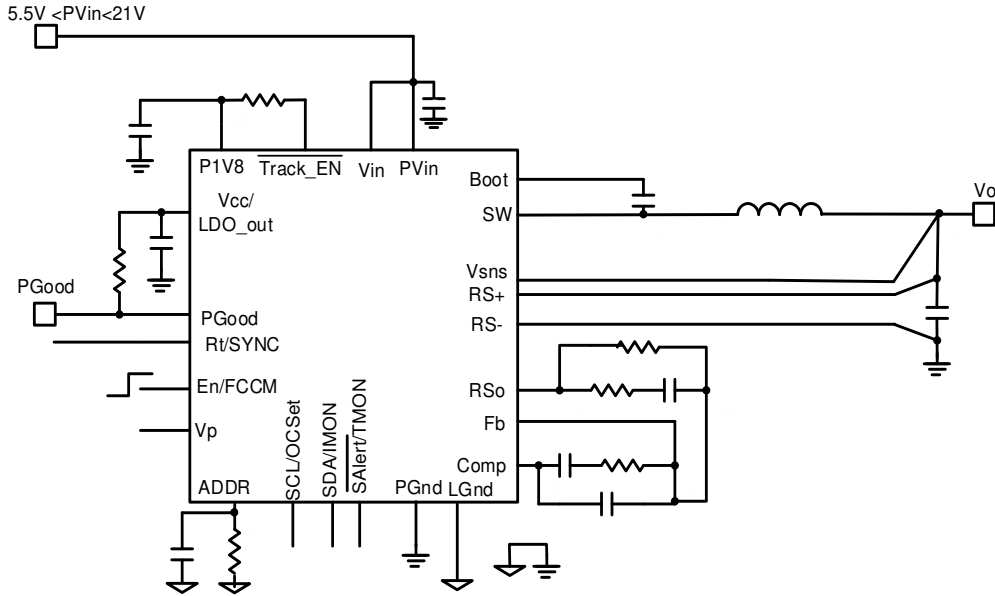 5.5V <PVin<21V
P1V8
Track_EN
Vin
PVin
Vcc/
LDO_out
Boot
SW
Vo
Vsns
RS+
RS-
PGood
PGood
Rt/SYNC
En/FCCM
Vp
RSo
Fb
Comp
ADDR
SCL/OCSet
SDA/IMON
SAlert/TMON
PGnd
LGnd